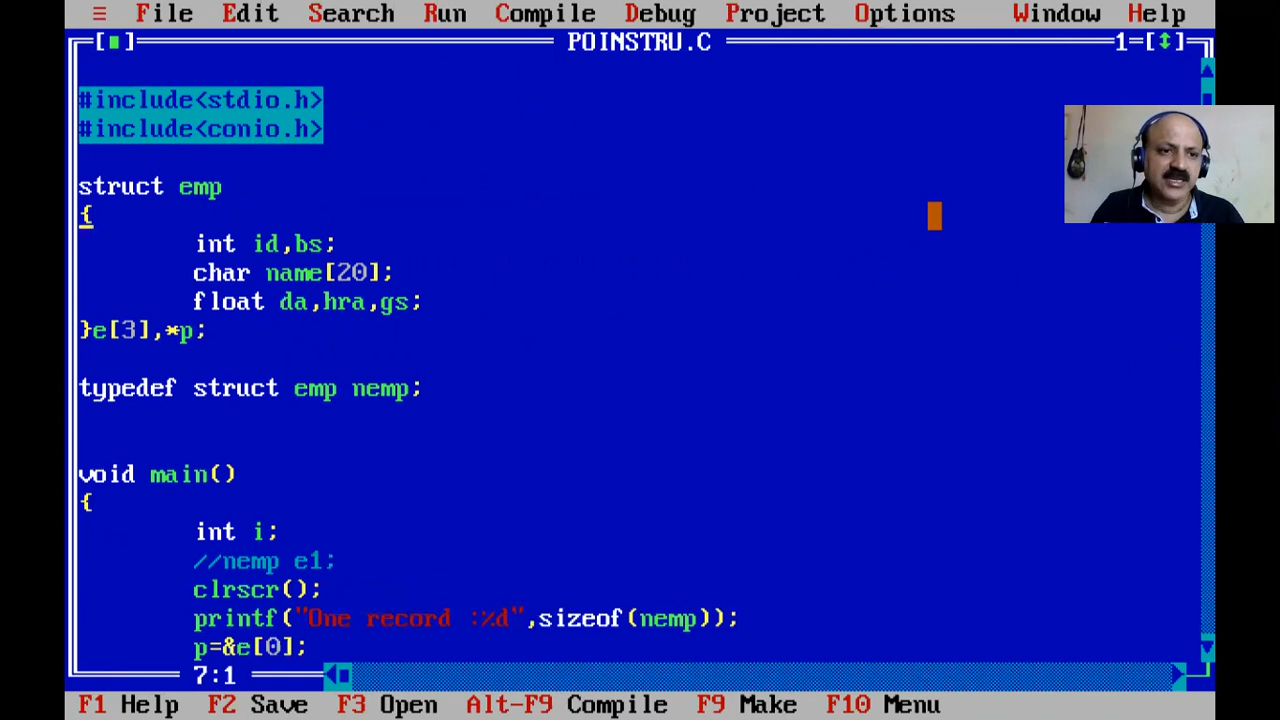 ≡ File Edit Search Run Compile Debug Project Options Window Help
[■] POINSTRU.C 1=[↕]
#include<stdio.h>
#include<conio.h>
struct emp
{
int id,bs;
char name[20];
float da,hra,gs;
}e[3],*p;
typedef struct emp nemp;
void main()
{
int i;
//nemp e1;
clrscr();
printf("One record :%d",sizeof(nemp));
p=&e[0];
7:1
F1 Help F2 Save F3 Open Alt-F9 Compile F9 Make F10 Menu